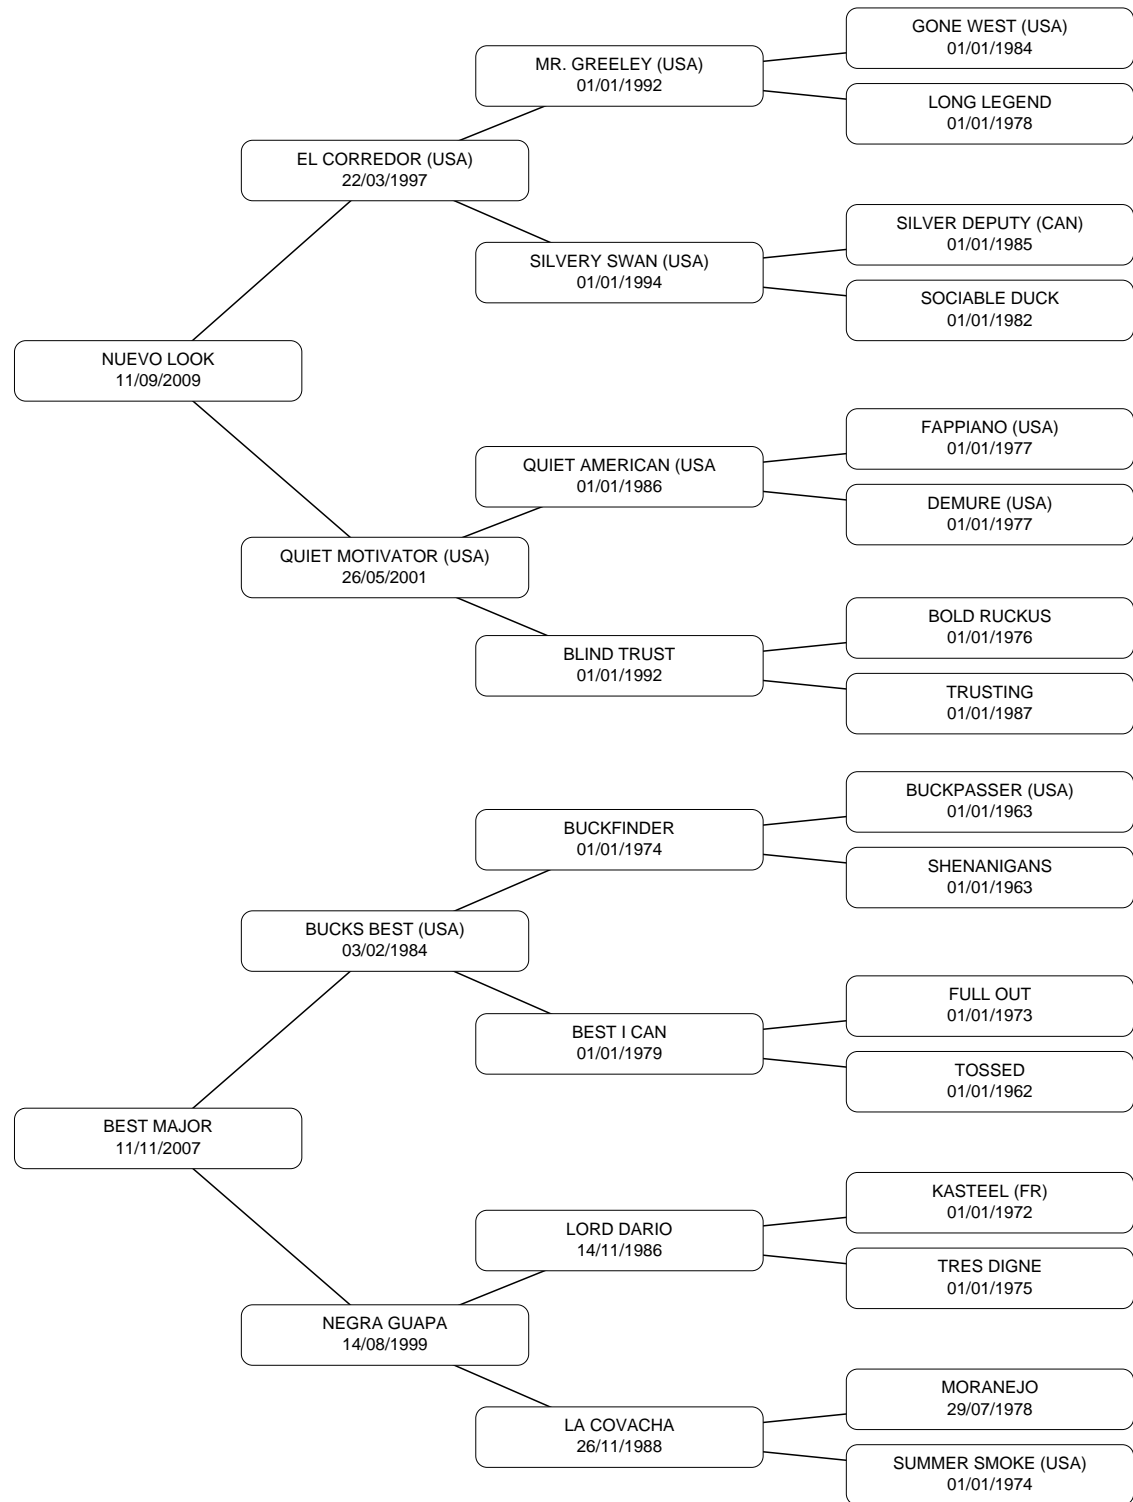 GONE WEST (USA)
01/01/1984
MR. GREELEY (USA)
01/01/1992
LONG LEGEND
01/01/1978
EL CORREDOR (USA)
22/03/1997
SILVER DEPUTY (CAN)
01/01/1985
SILVERY SWAN (USA)
01/01/1994
SOCIABLE DUCK
01/01/1982
NUEVO LOOK
11/09/2009
FAPPIANO (USA)
01/01/1977
QUIET AMERICAN (USA
01/01/1986
DEMURE (USA)
01/01/1977
QUIET MOTIVATOR (USA)
26/05/2001
BOLD RUCKUS
01/01/1976
BLIND TRUST
01/01/1992
TRUSTING
01/01/1987
BUCKPASSER (USA)
01/01/1963
BUCKFINDER
01/01/1974
SHENANIGANS
01/01/1963
BUCKS BEST (USA)
03/02/1984
FULL OUT
01/01/1973
BEST I CAN
01/01/1979
TOSSED
01/01/1962
BEST MAJOR
11/11/2007
KASTEEL (FR)
01/01/1972
LORD DARIO
14/11/1986
TRES DIGNE
01/01/1975
NEGRA GUAPA
14/08/1999
MORANEJO
29/07/1978
LA COVACHA
26/11/1988
SUMMER SMOKE (USA)
01/01/1974